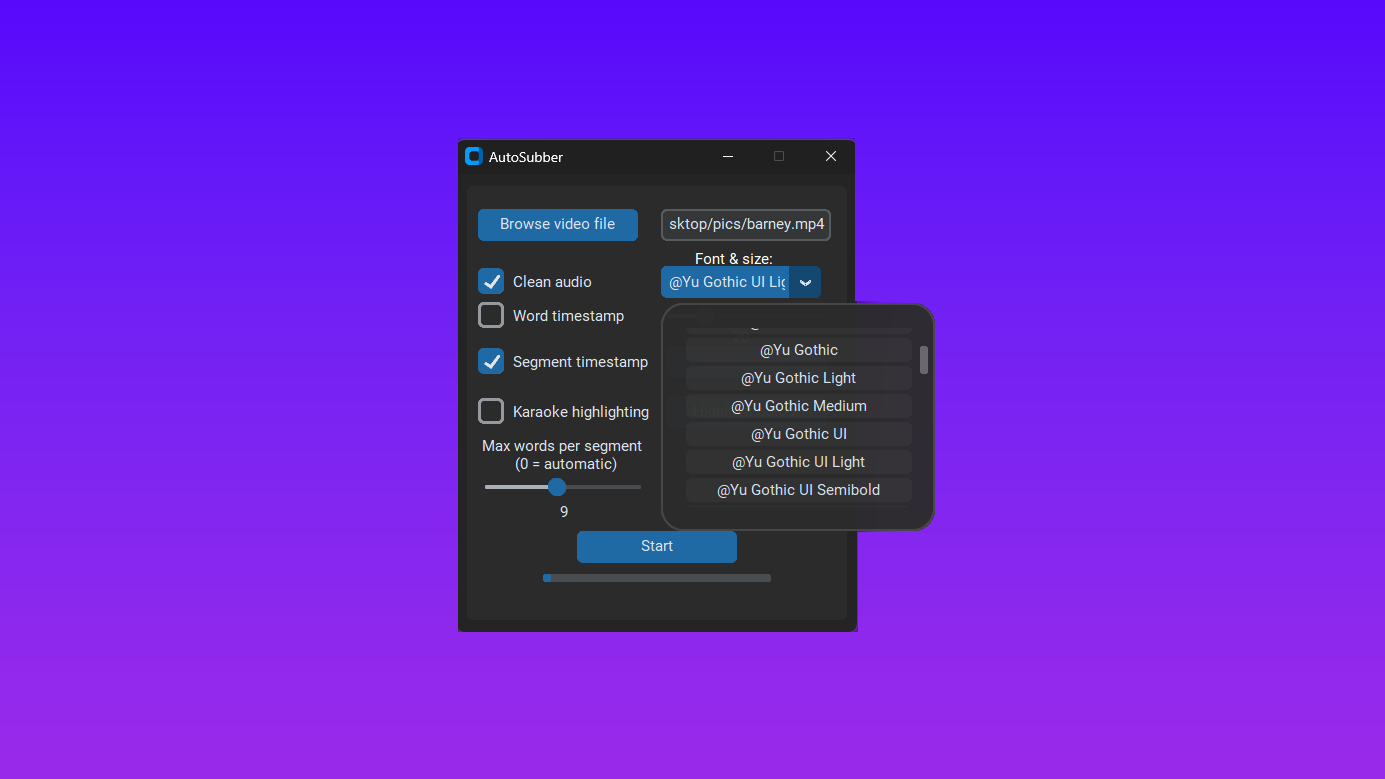 AutoSubber
Browse video file
sktop/pics/barney.mp4
Font & size:
Clean audio
@Yu Gothic UI Lig
Word timestamp
Segment timestamp
Karaoke highlighting
Max words per segment
(0 = automatic)
9
@Yu Gothic
@Yu Gothic Light
@Yu Gothic Medium
@Yu Gothic UI
@Yu Gothic UI Light
@Yu Gothic UI Semibold
Start